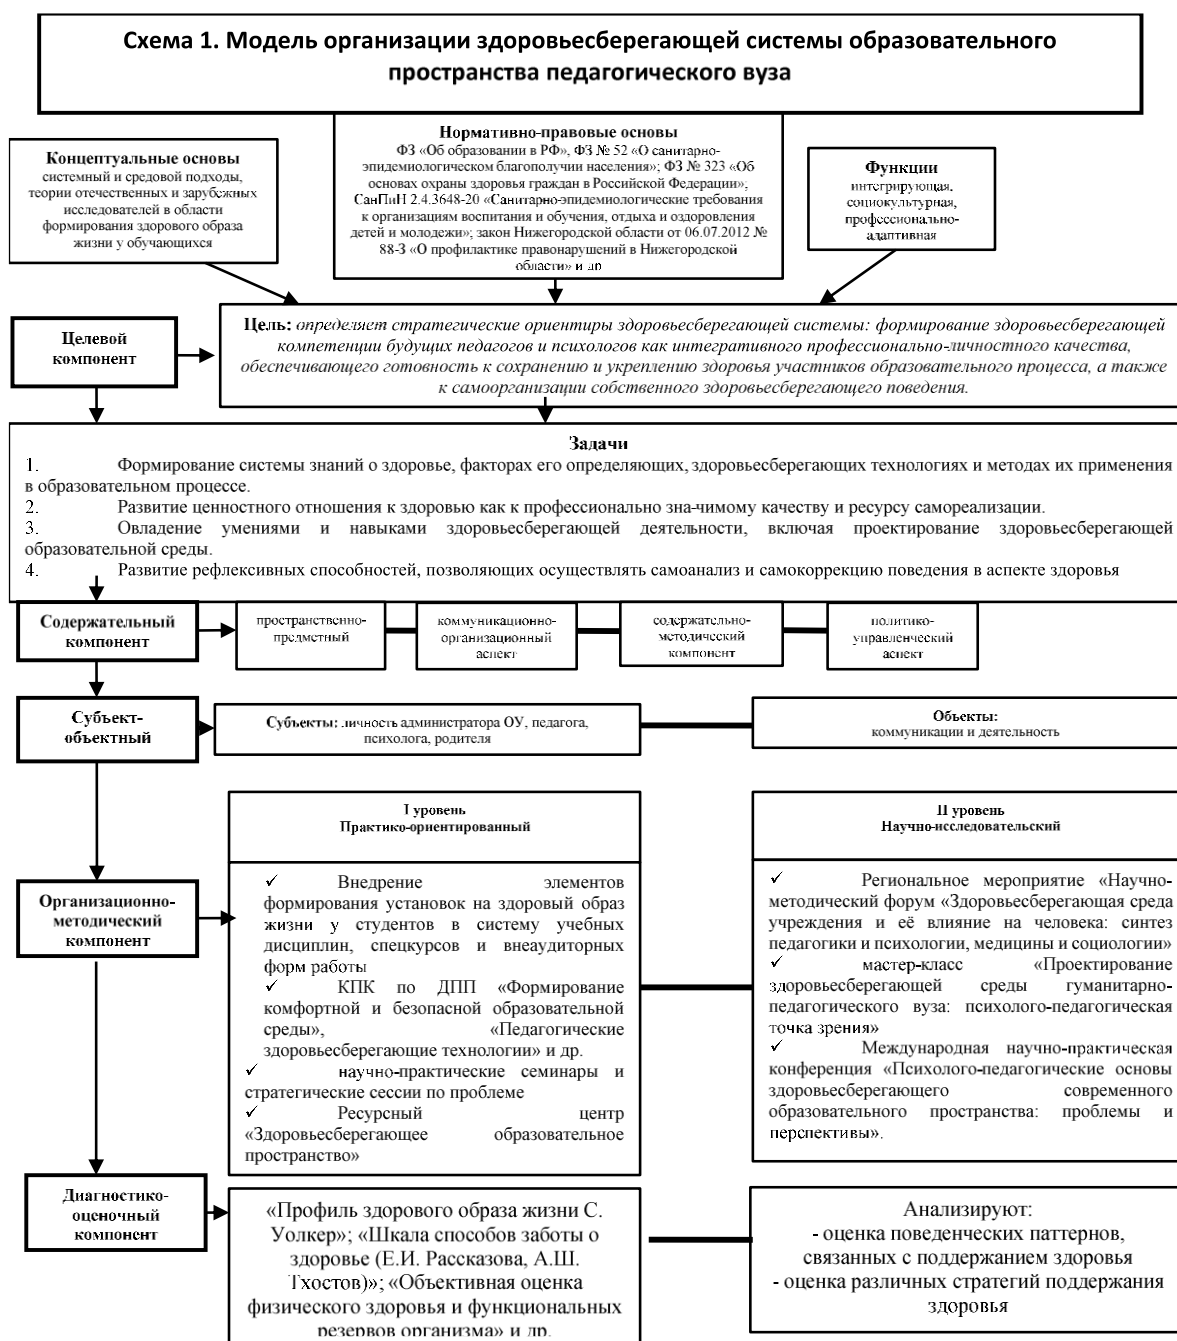 Схема 1. Модель организации здоровьесберегающей системы образовательного
пространства педагогического вуза
Концептуальные основы
системный и средовой подходы,
теории отечественных и зарубежных
исследователей в области
формирования здорового образа
жизни у обучающихся
Нормативно-правовые основы
ФЗ «Об образовании в РФ», ФЗ № 52 «О санитарно-
эпидемиологическом благополучии населения»; ФЗ № 323 «Об
основах охраны здоровья граждан в Российской Федерации»,
СанПиН 2.4.3648-20 «Санитарно-эпидемиологические требования
к организациям воспитания и обучения, отдыха и оздоровления
детей и молодежи»; закон Нижегородской области от 06.07.2012 №
88-З «О профилактике правонарушений в Нижегородской
области» и др
Функции
интегрирующая,
социокультурная,
профессионально-
адаптивная
Целевой
компонент
Цель: определяет стратегические ориентиры здоровьесберегающей системы: формирование здоровьесберегающей
компетенции будущих педагогов и психологов как интегративного профессионально-личностного качества,
обеспечивающего готовность к сохранению и укреплению здоровья участников образовательного процесса, а также
к самоорганизации собственного здоровьесберегающего поведения.
Задачи
1. Формирование системы знаний о здоровье, факторах его определяющих, здоровьесберегающих технологиях и методах их применения
в образовательном процессе.
2. Развитие ценностного отношения к здоровью как к профессионально зна-чимому качеству и ресурсу самореализации.
3. Овладение умениями и навыками здоровьесберегающей деятельности, включая проектирование здоровьесберегающей
образовательной среды.
4. Развитие рефлексивных способностей, позволяющих осуществлять самоанализ и самокоррекцию поведения в аспекте здоровья
Содержательный
компонент
пространственно-
предметный
коммуникационно-
организационный
аспект
содержательно-
методический
компонент
политико-
управленческий
аспект
Субъект-
объектный
Субъекты: личность администратора ОУ, педагога,
психолога, родителя
Объекты:
коммуникации и деятельность
Организационно-
методический
компонент
I уровень
Практико-ориентированный
✓ Внедрение элементов
формирования установок на здоровый образ
жизни у студентов в систему учебных
дисциплин, спецкурсов и внеаудиторных
форм работы
✓ КПК по ДПП «Формирование
комфортной и безопасной образовательной
среды», «Педагогические
здоровьесберегающие технологии» и др.
✓ научно-практические семинары и
стратегические сессии по проблеме
✓ Ресурсный центр
«Здоровьесберегающее образовательное
пространство»
II уровень
Научно-исследовательский
✓ Региональное мероприятие «Научно-
методический форум «Здоровьесберегающая среда
учреждения и её влияние на человека: синтез
педагогики и психологии, медицины и социологии»
✓ мастер-класс «Проектирование
здоровьесберегающей среды гуманитарно-
педагогического вуза: психолого-педагогическая
точка зрения»
✓ Международная научно-практическая
конференция «Психолого-педагогические основы
здоровьесберегающего современного
образовательного пространства: проблемы и
перспективы».
Диагностико-
оценочный
компонент
«Профиль здорового образа жизни С.
Уолкер»; «Шкала способов заботы о
здоровье (Е.И. Рассказова, А.Ш.
Тхостов)»; «Объективная оценка
физического здоровья и функциональных
резервов организма» и др.
Анализируют:
- оценка поведенческих паттернов,
связанных с поддержанием здоровья
- оценка различных стратегий поддержания
здоровья